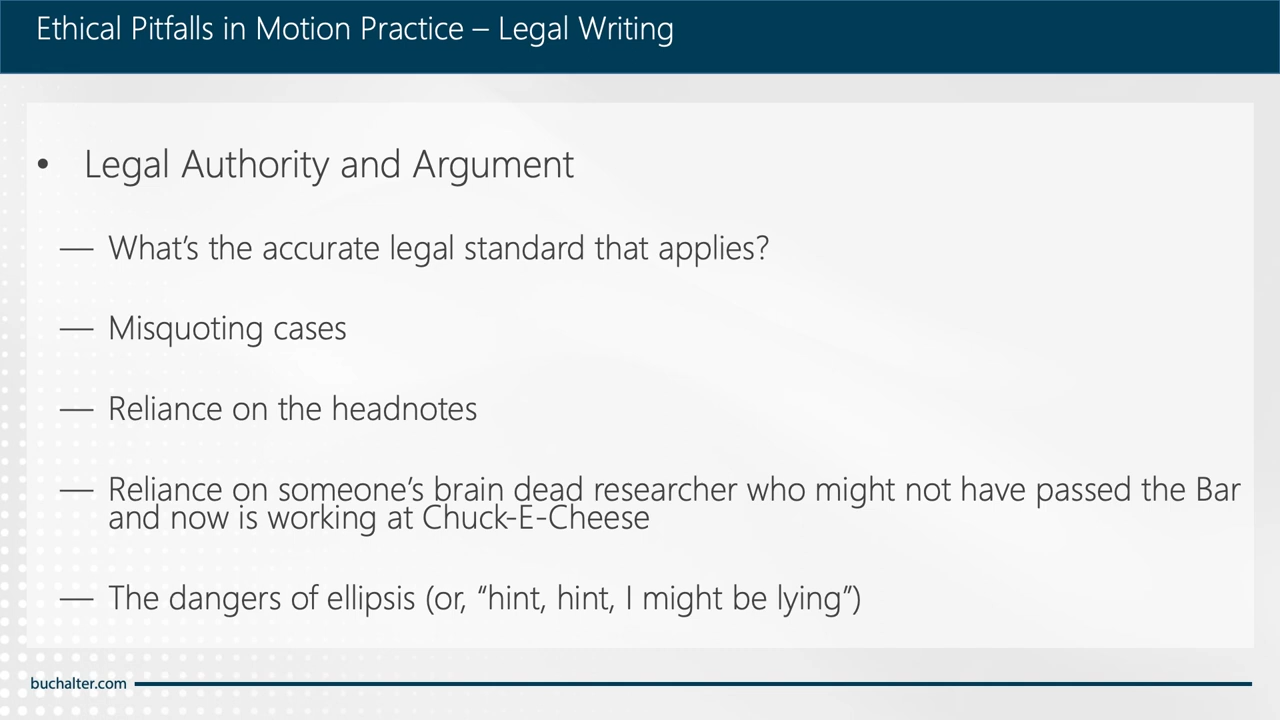 Ethical Pitfalls in Motion Practice – Legal Writing
• Legal Authority and Argument
— What’s the accurate legal standard that applies?
— Misquoting cases
— Reliance on the headnotes
— Reliance on someone’s brain dead researcher who might not have passed the Bar
and now is working at Chuck-E-Cheese
— The dangers of ellipsis (or, “hint, hint, I might be lying”)
buchalter.com